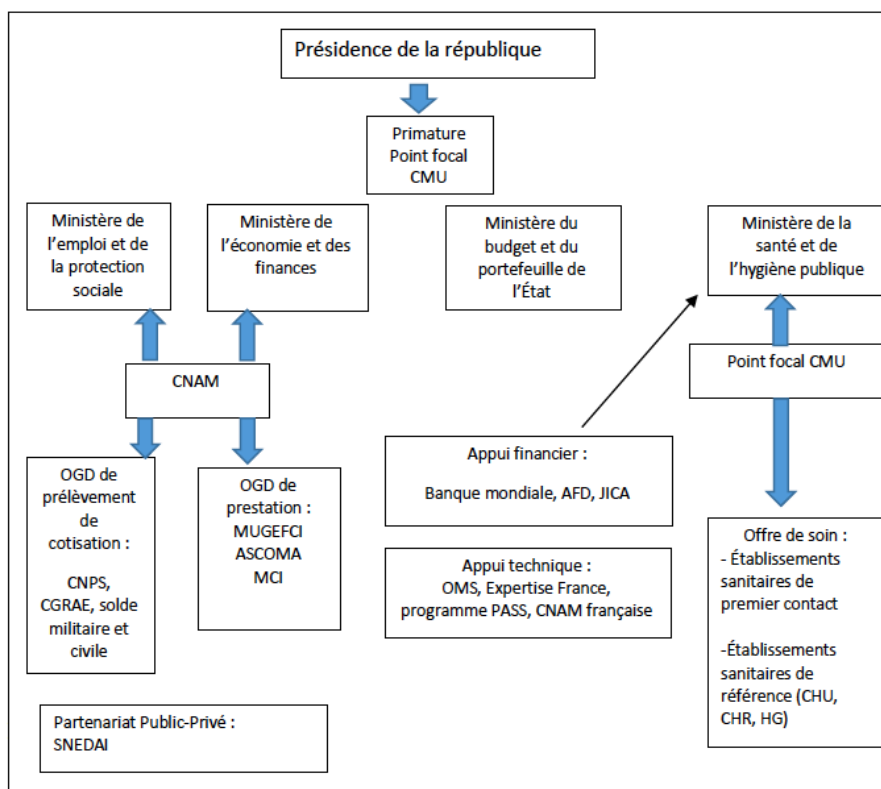 Présidence de la république
Primature
Point focal
CMU
Ministère de
l'emploi et de
la protection
sociale
Ministère de
l'économie et des
finances
Ministère du
budget et du
portefeuille de
l'État
Ministère de la
santé et de
l'hygiène publique
CNAM
Point focal CMU
OGD de
prélèvement
de
cotisation :
CNPS,
CGRAE, solde
militaire et
civile
OGD de
prestation :
MUGEFCI
ASCOMA
MCI
Appui financier :
Banque mondiale, AFD, JICA
Appui technique :
OMS, Expertise France,
programme PASS, CNAM française
Offre de soin :
- Établissements
sanitaires de
premier contact
-Établissements
sanitaires de
référence (CHU,
CHR, HG)
Partenariat Public-Privé :
SNEDAI